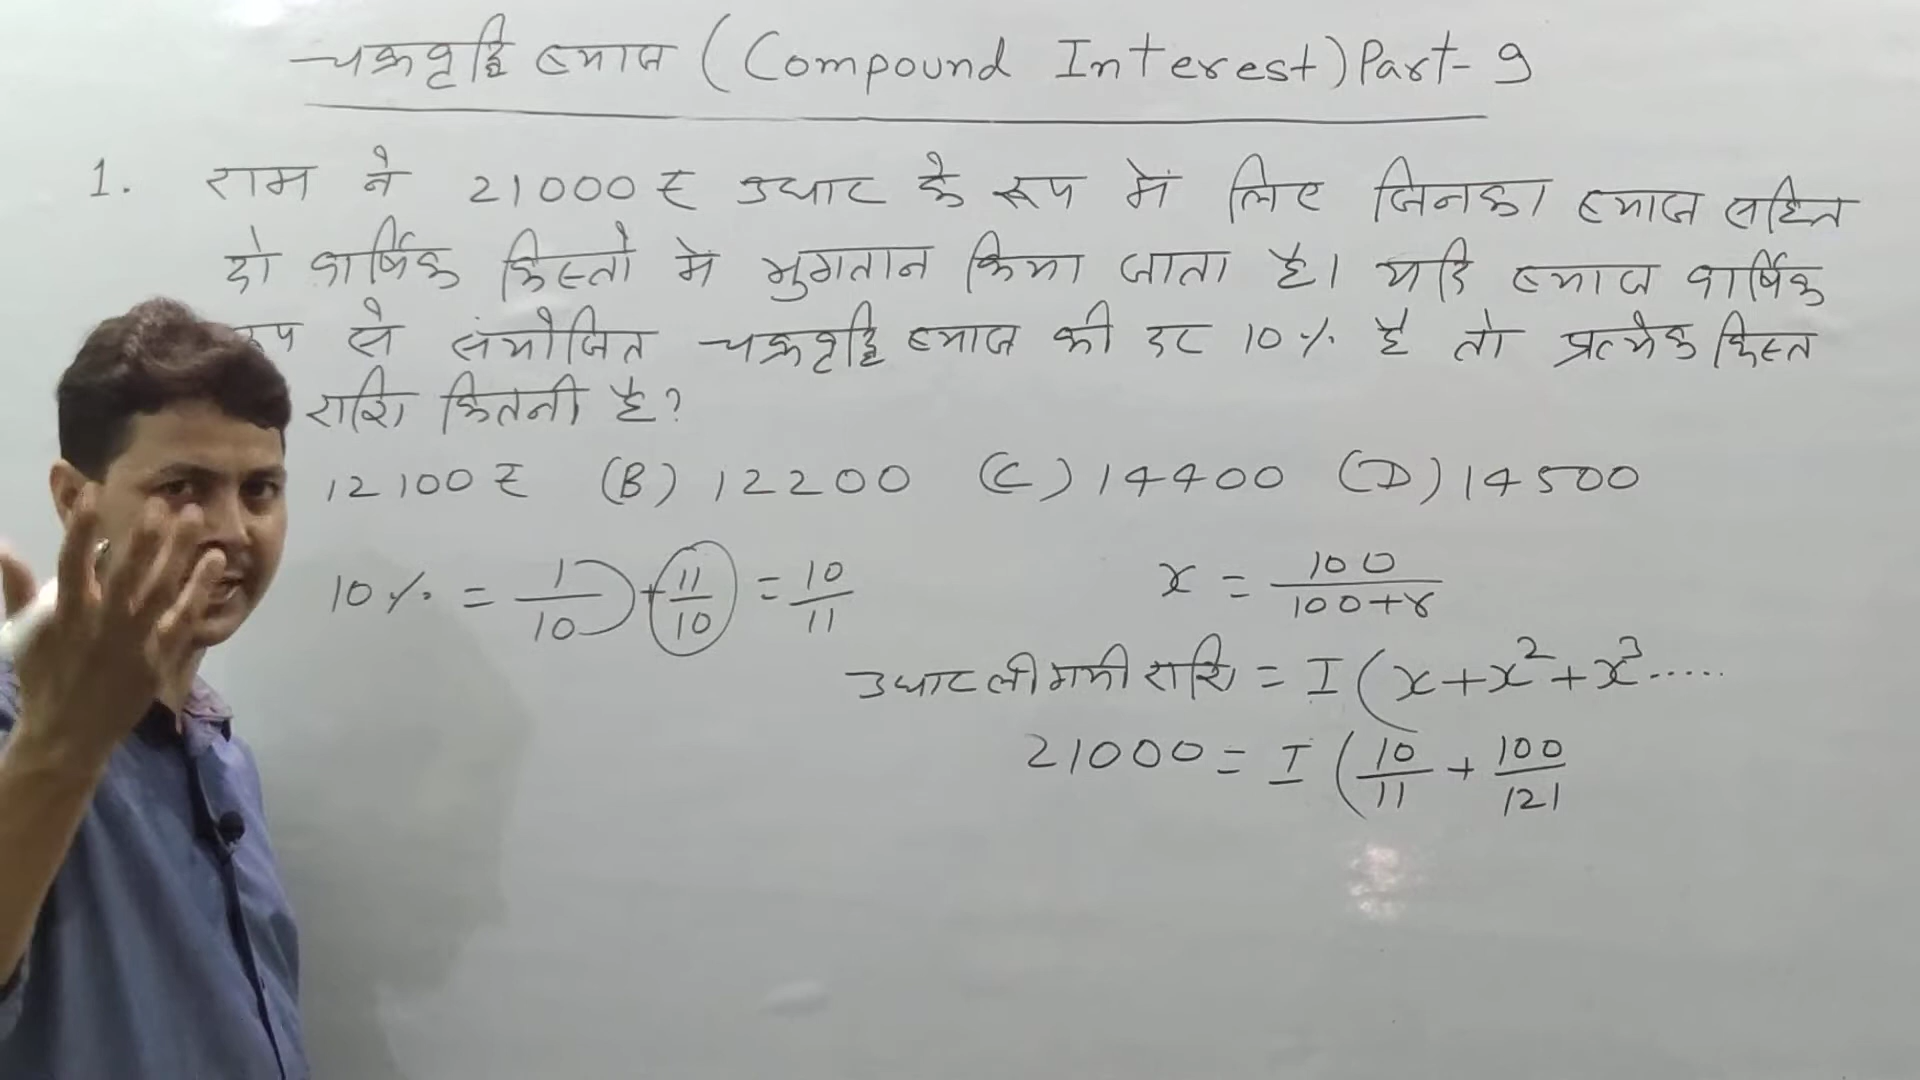 चक्रवृद्धि ब्याज (Compound Interest) Part-9
1. राम ने 21000 ₹ उधार के रूप में लिए जिनका ब्याज सहित
दो वार्षिक किस्तो में भुगतान किया जाता है। यदि ब्याज वार्षिक
रूप से संयोजित चक्रवृद्धि ब्याज की दर 10% है तो प्रत्येक किस्त
राशि कितनी है?
12100 ₹ (B) 12200 (C) 14400 (D) 14500
10% = 1/10 + 11/10 = 10/11
x = 100/100+r
उधार ली गयी राशि = I (x + x² + x³ .....
21000 = I (10/11 + 100/121